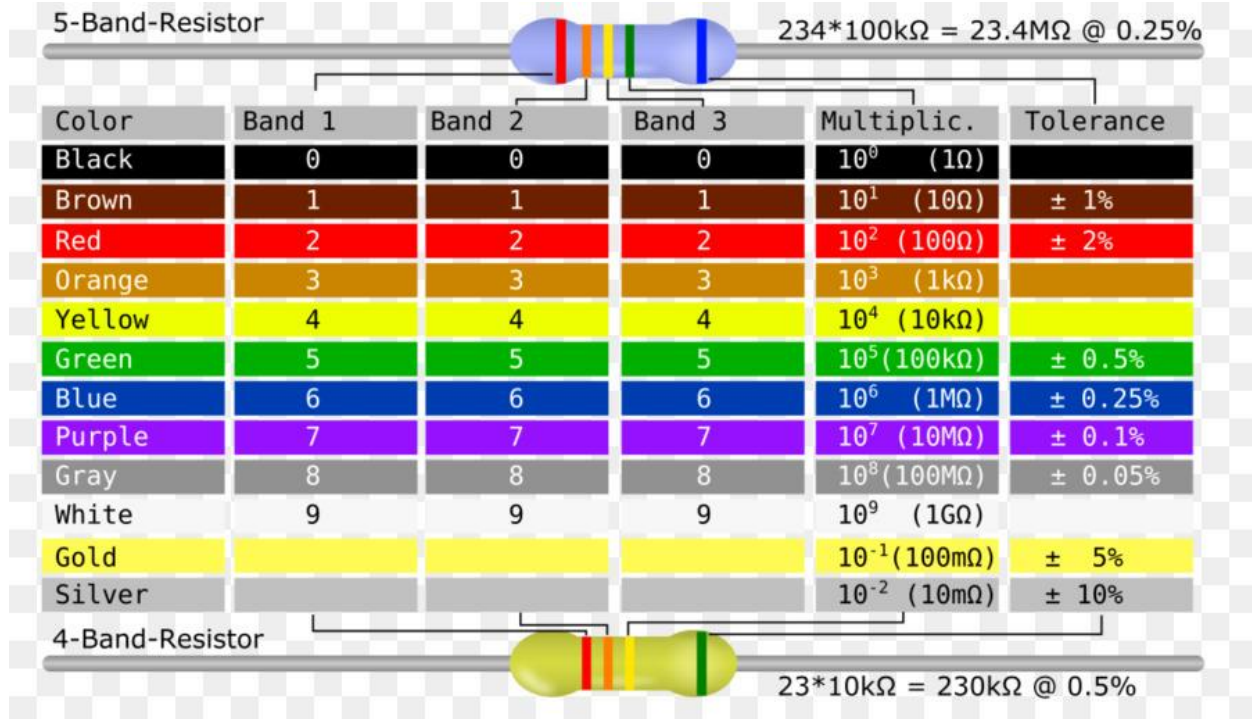 5-Band-Resistor
234*100kΩ = 23.4MΩ @ 0.25%
Color Band 1 Band 2 Band 3 Multiplic. Tolerance
Black 0 0 0 10⁰ (1Ω)
Brown 1 1 1 10¹ (10Ω) ± 1%
Red 2 2 2 10² (100Ω) ± 2%
Orange 3 3 3 10³ (1kΩ)
Yellow 4 4 4 10⁴ (10kΩ)
Green 5 5 5 10⁵(100kΩ) ± 0.5%
Blue 6 6 6 10⁶ (1MΩ) ± 0.25%
Purple 7 7 7 10⁷ (10MΩ) ± 0.1%
Gray 8 8 8 10⁸(100MΩ) ± 0.05%
White 9 9 9 10⁹ (1GΩ)
Gold 10⁻¹(100mΩ) ± 5%
Silver 10⁻² (10mΩ) ± 10%
4-Band-Resistor
23*10kΩ = 230kΩ @ 0.5%